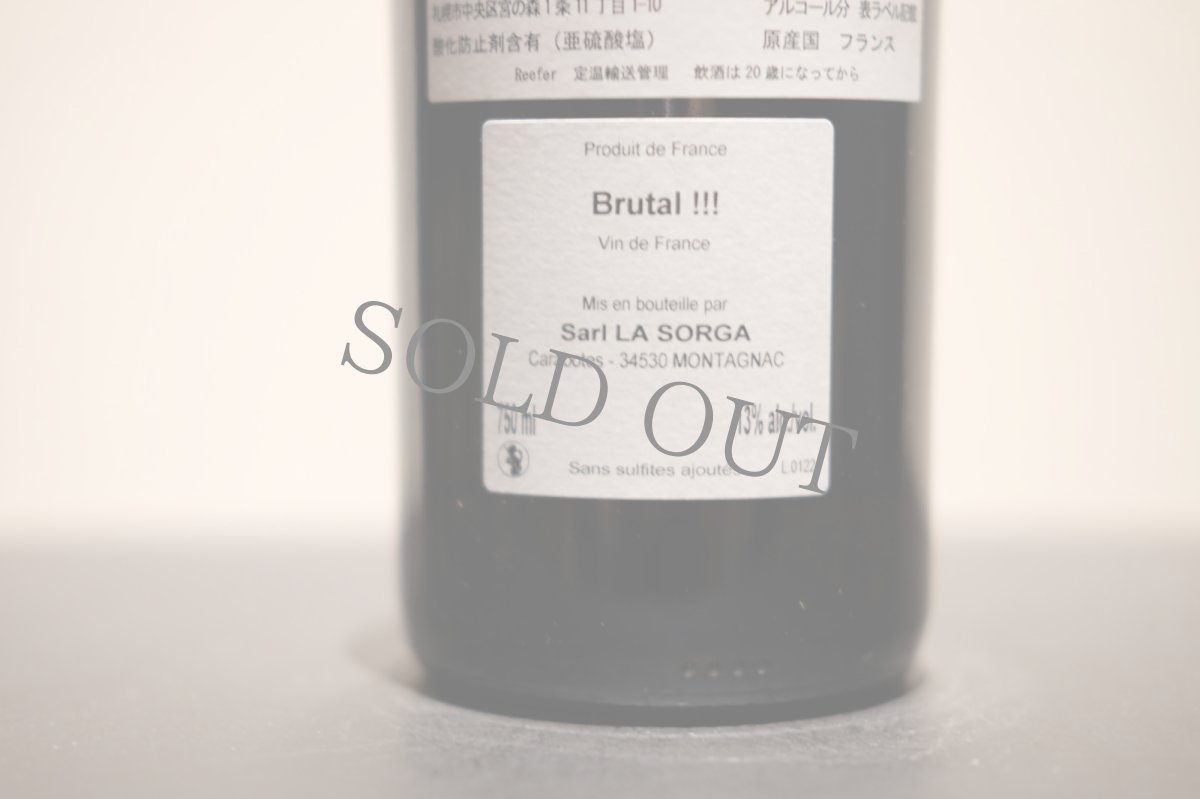 札幌市中央区宮の森1条11丁目1-10 アルコール分 表ラベル記載
酸化防止剤含有（亜硫酸塩） 原産国 フランス
Reefer 定温輸送管理 飲酒は20歳になってから
Produit de France
Brutal !!!
Vin de France
Mis en bouteille par
Sarl LA SORGA
- 34530 MONTAGNAC
SOLD OUT
750 ml 13% alc./vol.
Sans sulfites ajoutés L.0122